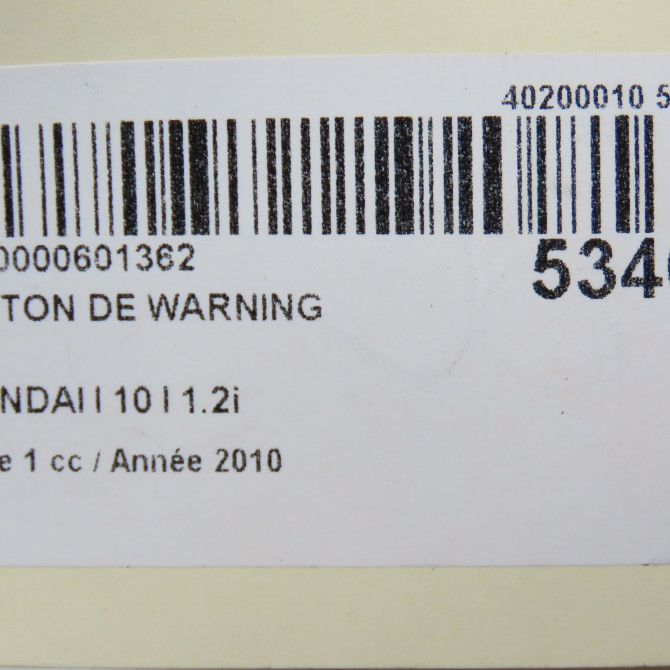 40200010 5
0000601362
534
TON DE WARNING
NDAI I 10 I 1.2i
e 1 cc / Année 2010